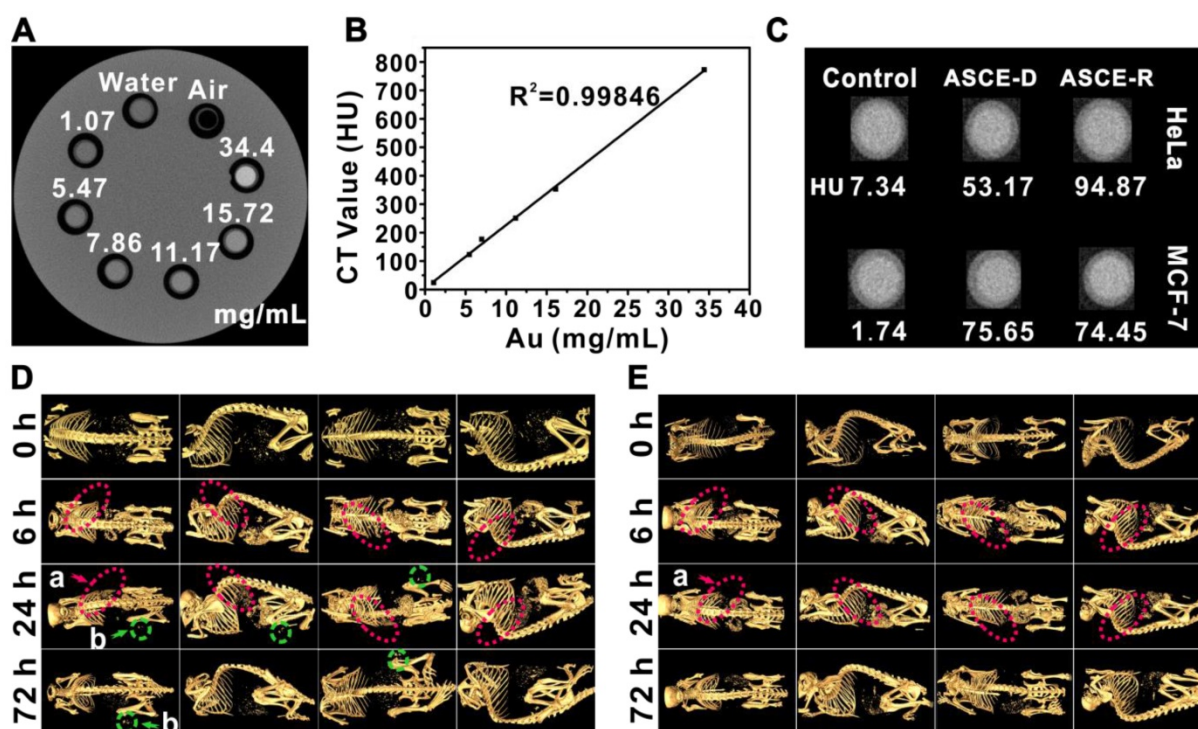 A
Water
Air
1.07
34.4
5.47
15.72
7.86
11.17
mg/mL
B
CT Value (HU)
800
700
600
500
400
300
200
100
0
R²=0.99846
0 5 10 15 20 25 30 35 40
Au (mg/mL)
C
Control ASCE-D ASCE-R
HeLa
HU 7.34 53.17 94.87
MCF-7
1.74 75.65 74.45
D
0 h
6 h
24 h
a
b
72 h
b
E
0 h
6 h
24 h
a
72 h